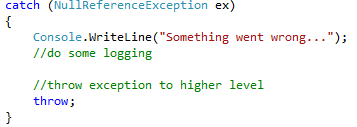 catch (NullReferenceException ex)
{
    Console.WriteLine("Something went wrong...");
    //do some logging

    //throw exception to higher level
    throw;
}